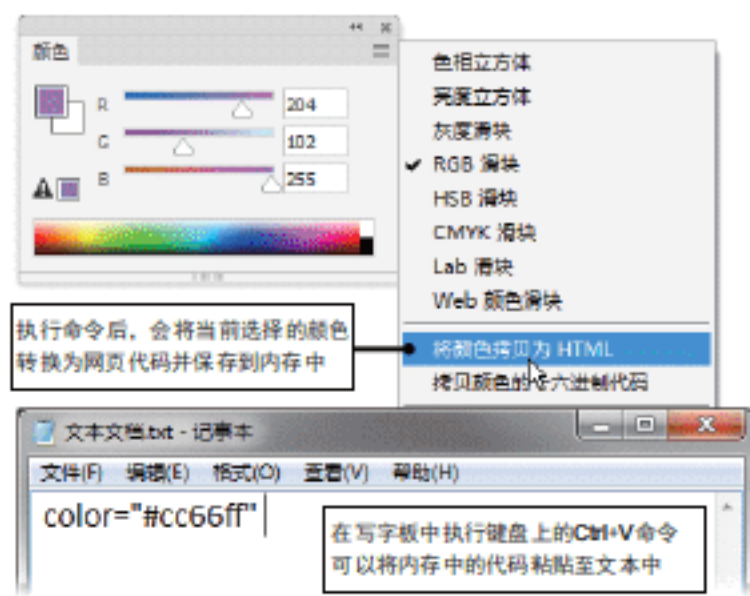 颜色
R 204
G 102
B 255
色相立方体
亮度立方体
灰度滑块
✔ RGB 滑块
HSB 滑块
CMYK 滑块
Lab 滑块
Web 颜色滑块
将颜色拷贝为 HTML
拷贝颜色的十六进制代码
执行命令后，会将当前选择的颜色
转换为网页代码并保存到内存中
文本文档.txt - 记事本
文件(F) 编辑(E) 格式(O) 查看(V) 帮助(H)
color="#cc66ff"
在写字板中执行键盘上的Ctrl+V命令
可以将内存中的代码粘贴至文本中